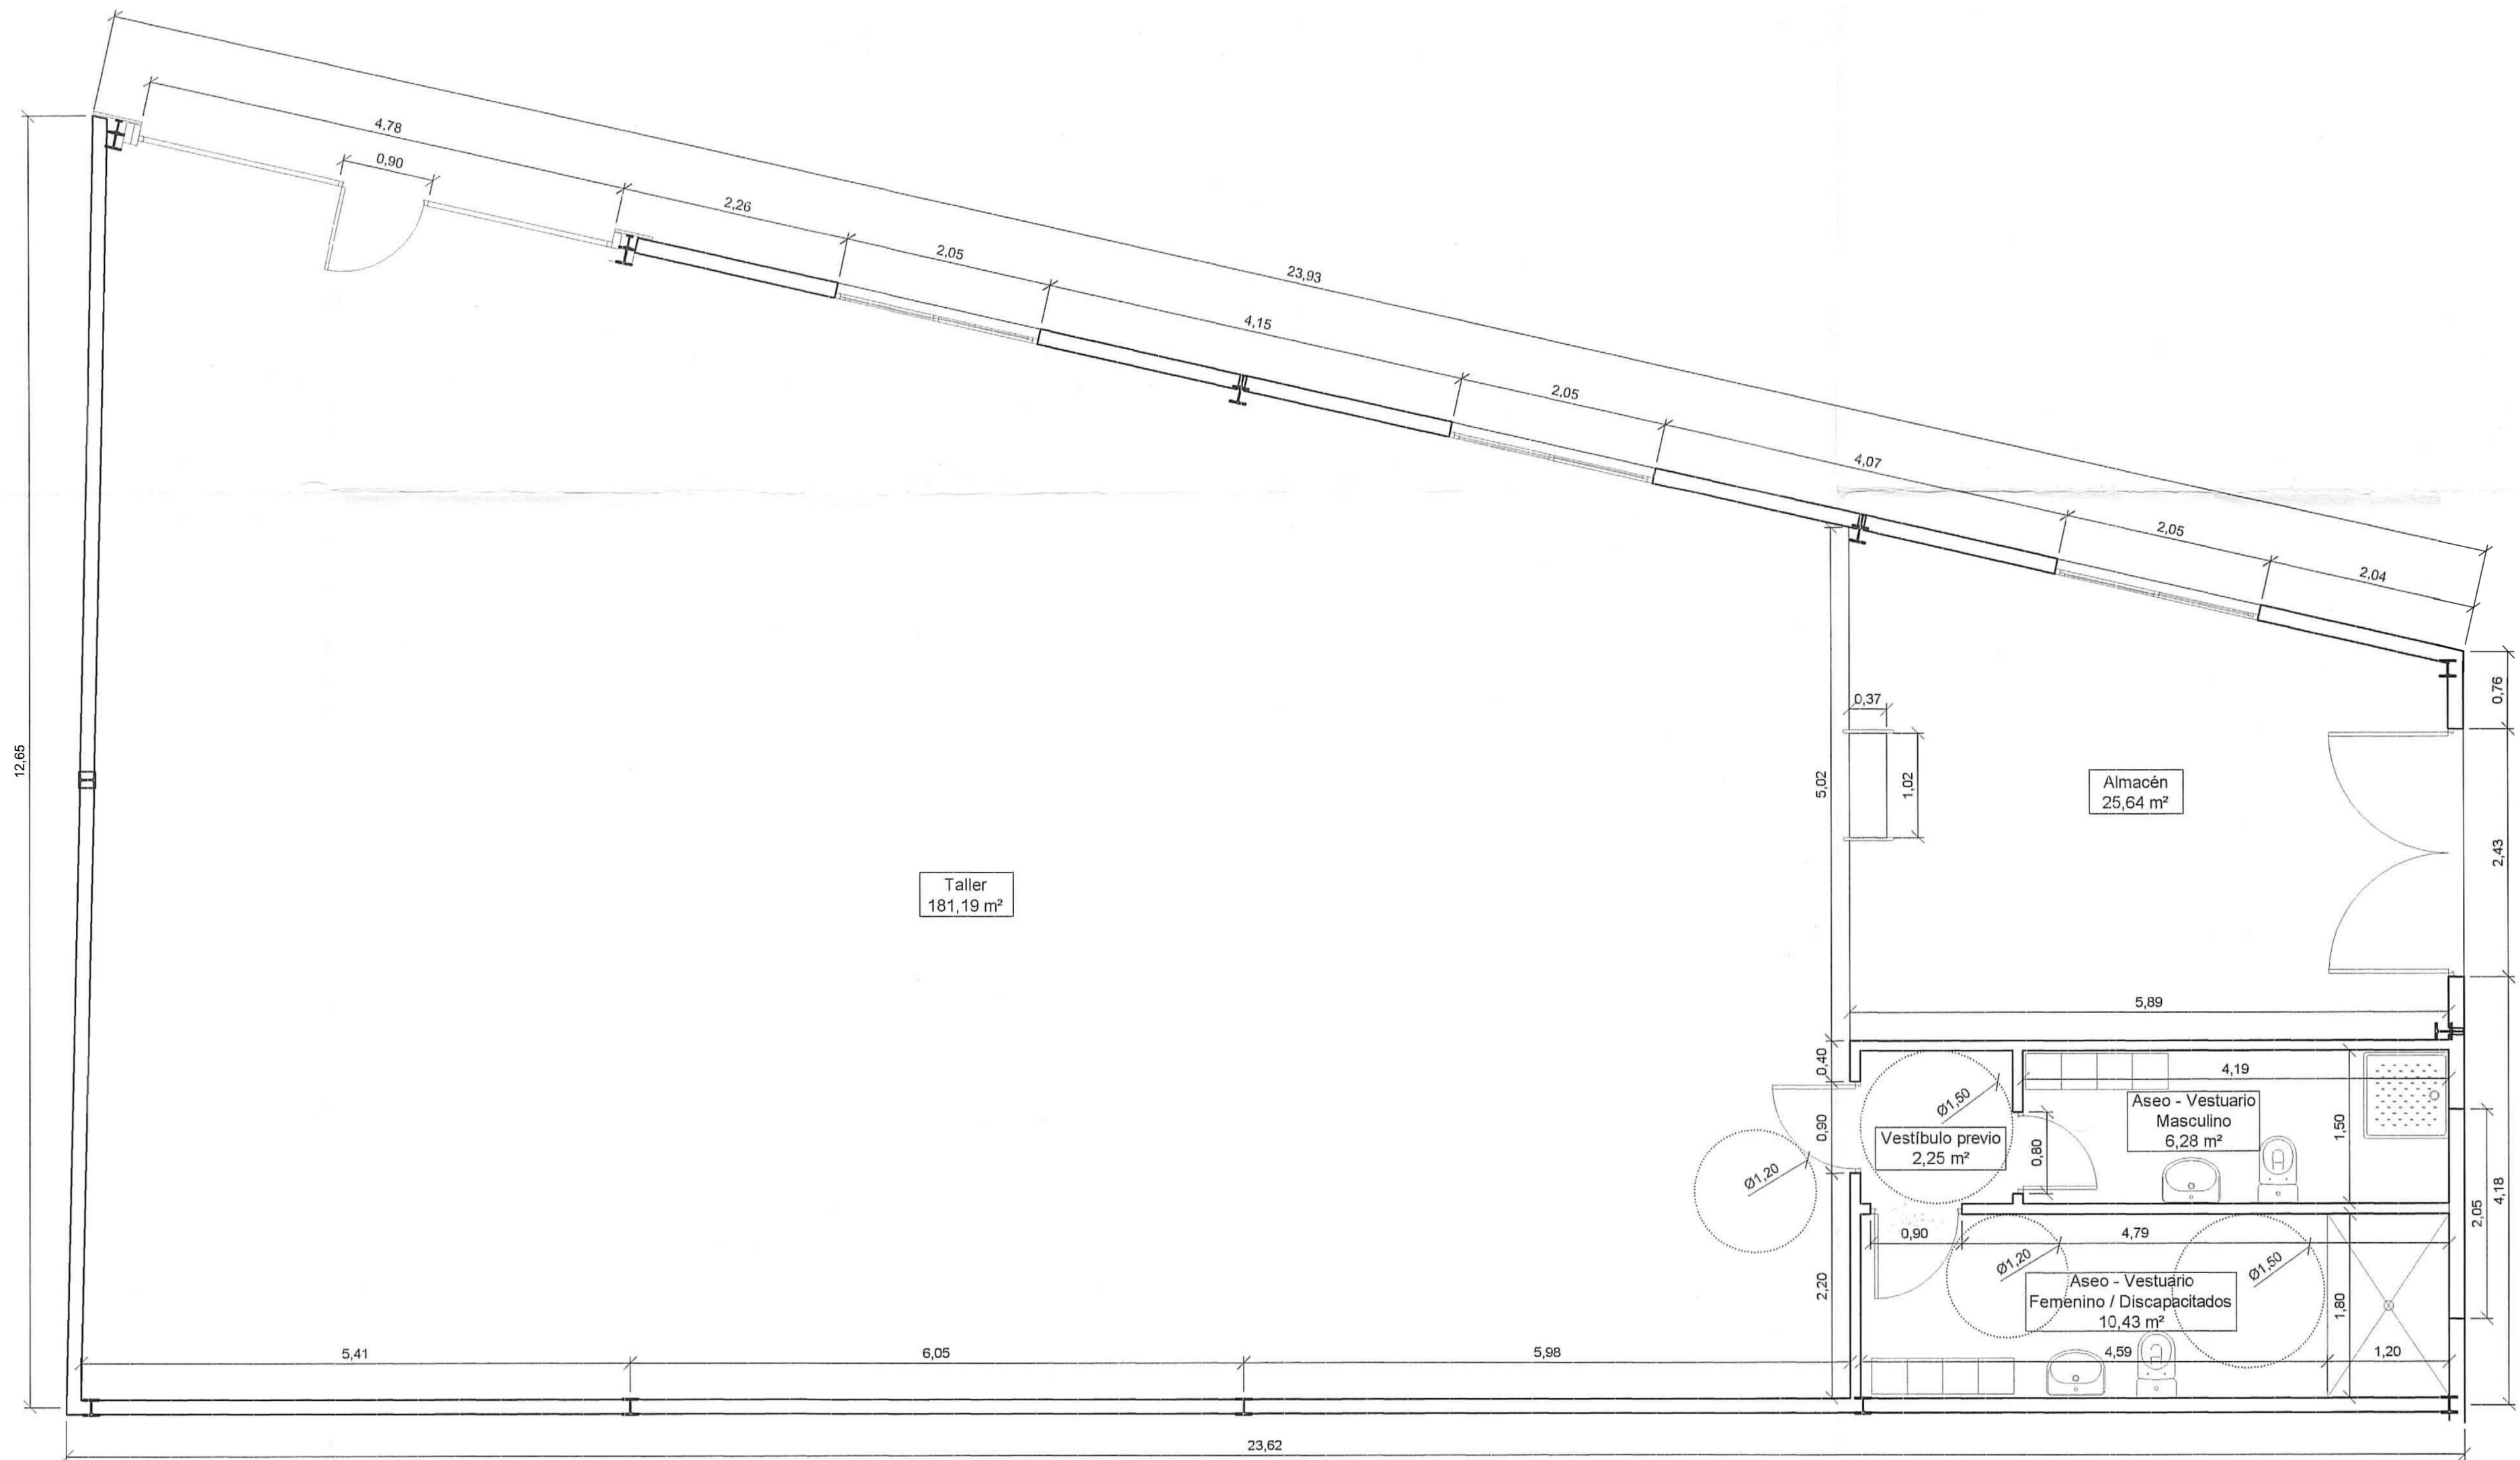 4,78
0,90
2,26
2,05
23,93
4,15
2,05
4,07
2,05
2,04
0,76
12,65
0,37
5,02
1,02
Almacén
25,64 m²
2,43
Taller
181,19 m²
5,89
0,40
4,19
Ø1,50
Aseo - Vestuario
Masculino
6,28 m²
1,50
0,90
Vestíbulo previo
2,25 m²
0,80
Ø1,20
4,18
2,05
0,90
4,79
Ø1,20
Ø1,50
Aseo - Vestuario
Femenino / Discapacitados
10,43 m²
2,20
1,80
5,41
6,05
5,98
4,59
1,20
23,62